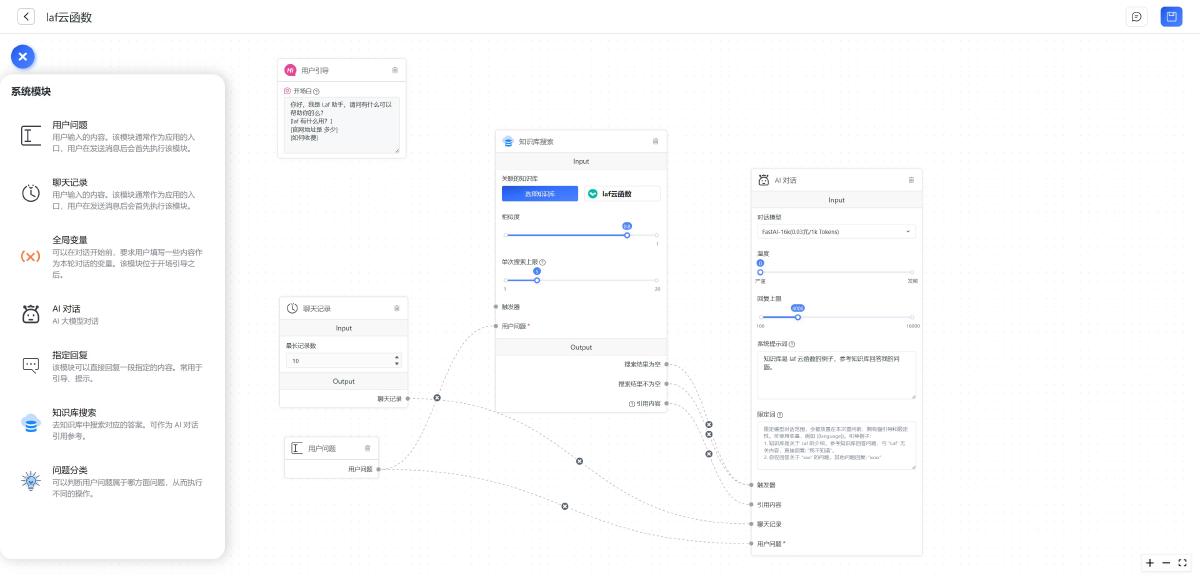 laf云函数
系统模块
用户问题
用户输入的内容。该模块通常作为应用的入
口，用户在发送消息后会首先执行该模块。
聊天记录
用户输入的内容。该模块通常作为应用的入
口，用户在发送消息后会首先执行该模块。
全局变量
可以在对话开始前，要求用户填写一些内容作
为本轮对话的变量。该模块位于开场引导之
后。
AI 对话
AI 大模型对话
指定回复
该模块可以直接回复一段指定的内容。常用于
引导、提示。
知识库搜索
去知识库中搜索对应的答案。可作为 AI 对话
引用参考。
问题分类
可以判断用户问题属于哪方面问题，从而执行
不同的操作。
用户引导
开场白
你好，我是 laf 助手，请问有什么可以
帮助你的么？
[laf 有什么用？]
[官网地址是 多少]
[如何收费]
聊天记录
Input
最长记录数
10
Output
聊天记录
用户问题
用户问题
知识库搜索
Input
关联的知识库
选择知识库
laf云函数
相似度
0.8
1
单次搜索上限
5
1
20
触发器
用户问题*
Output
搜索结果为空
搜索结果不为空
引用内容
AI 对话
Input
对话模型
FastAI-16k(0.03元/1k Tokens)
温度
0
严谨
发散
回复上限
100
16000
系统提示词
知识库是 laf 云函数的例子，参考知识库回答我的问
题。
限定词
触发器
引用内容
聊天记录
用户问题*